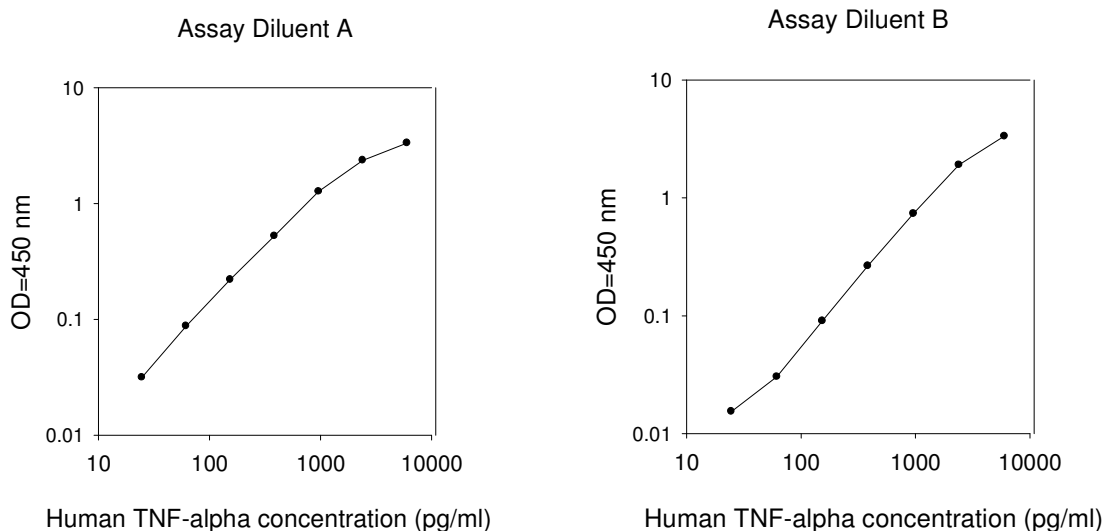 Assay Diluent A
10
1
0.1
0.01
10 100 1000 10000
OD=450 nm
Human TNF-alpha concentration (pg/ml)
Assay Diluent B
10
1
0.1
0.01
10 100 1000 10000
OD=450 nm
Human TNF-alpha concentration (pg/ml)